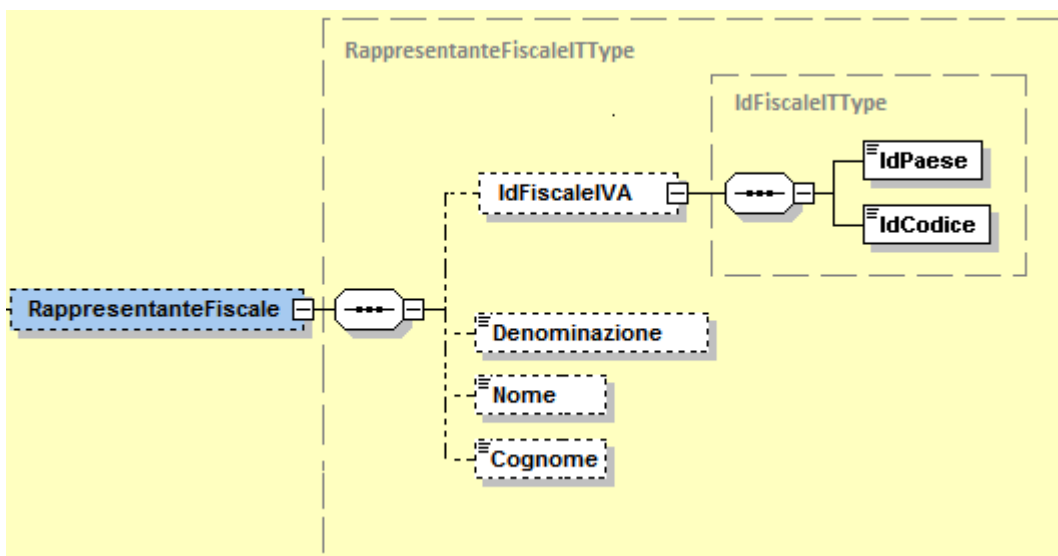 RappresentanteFiscaleITType
IdFiscaleITType
IdPaese
IdFiscaleIVA
IdCodice
RappresentanteFiscale
Denominazione
Nome
Cognome